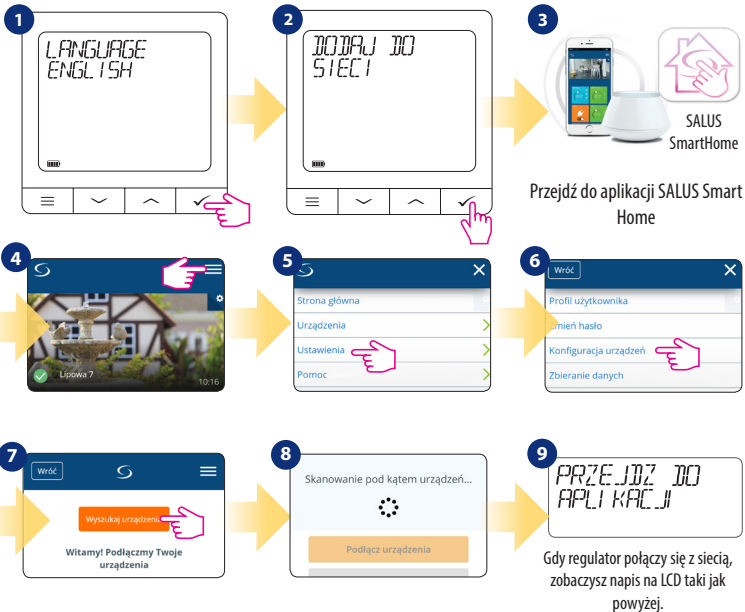 1
LANGUAGE
ENGLISH
2
DODAJ DO
SIECI
3
SALUS
SmartHome
Przejdź do aplikacji SALUS Smart
Home
4
Lipowa 7
10:16
5
Strona główna
Urządzenia
Ustawienia
Pomoc
6
Wróć
Profil użytkownika
mień hasło
Konfiguracja urządzeń
Zbieranie danych
7
Wróć
Wyszukaj urządzenia
Witamy! Podłączmy Twoje
urządzenia
8
Skanowanie pod kątem urządzeń...
Podłącz urządzenia
9
PRZEJDZ DO
APLIKACJI
Gdy regulator połączy się z siecią,
zobaczysz napis na LCD taki jak
powyżej.